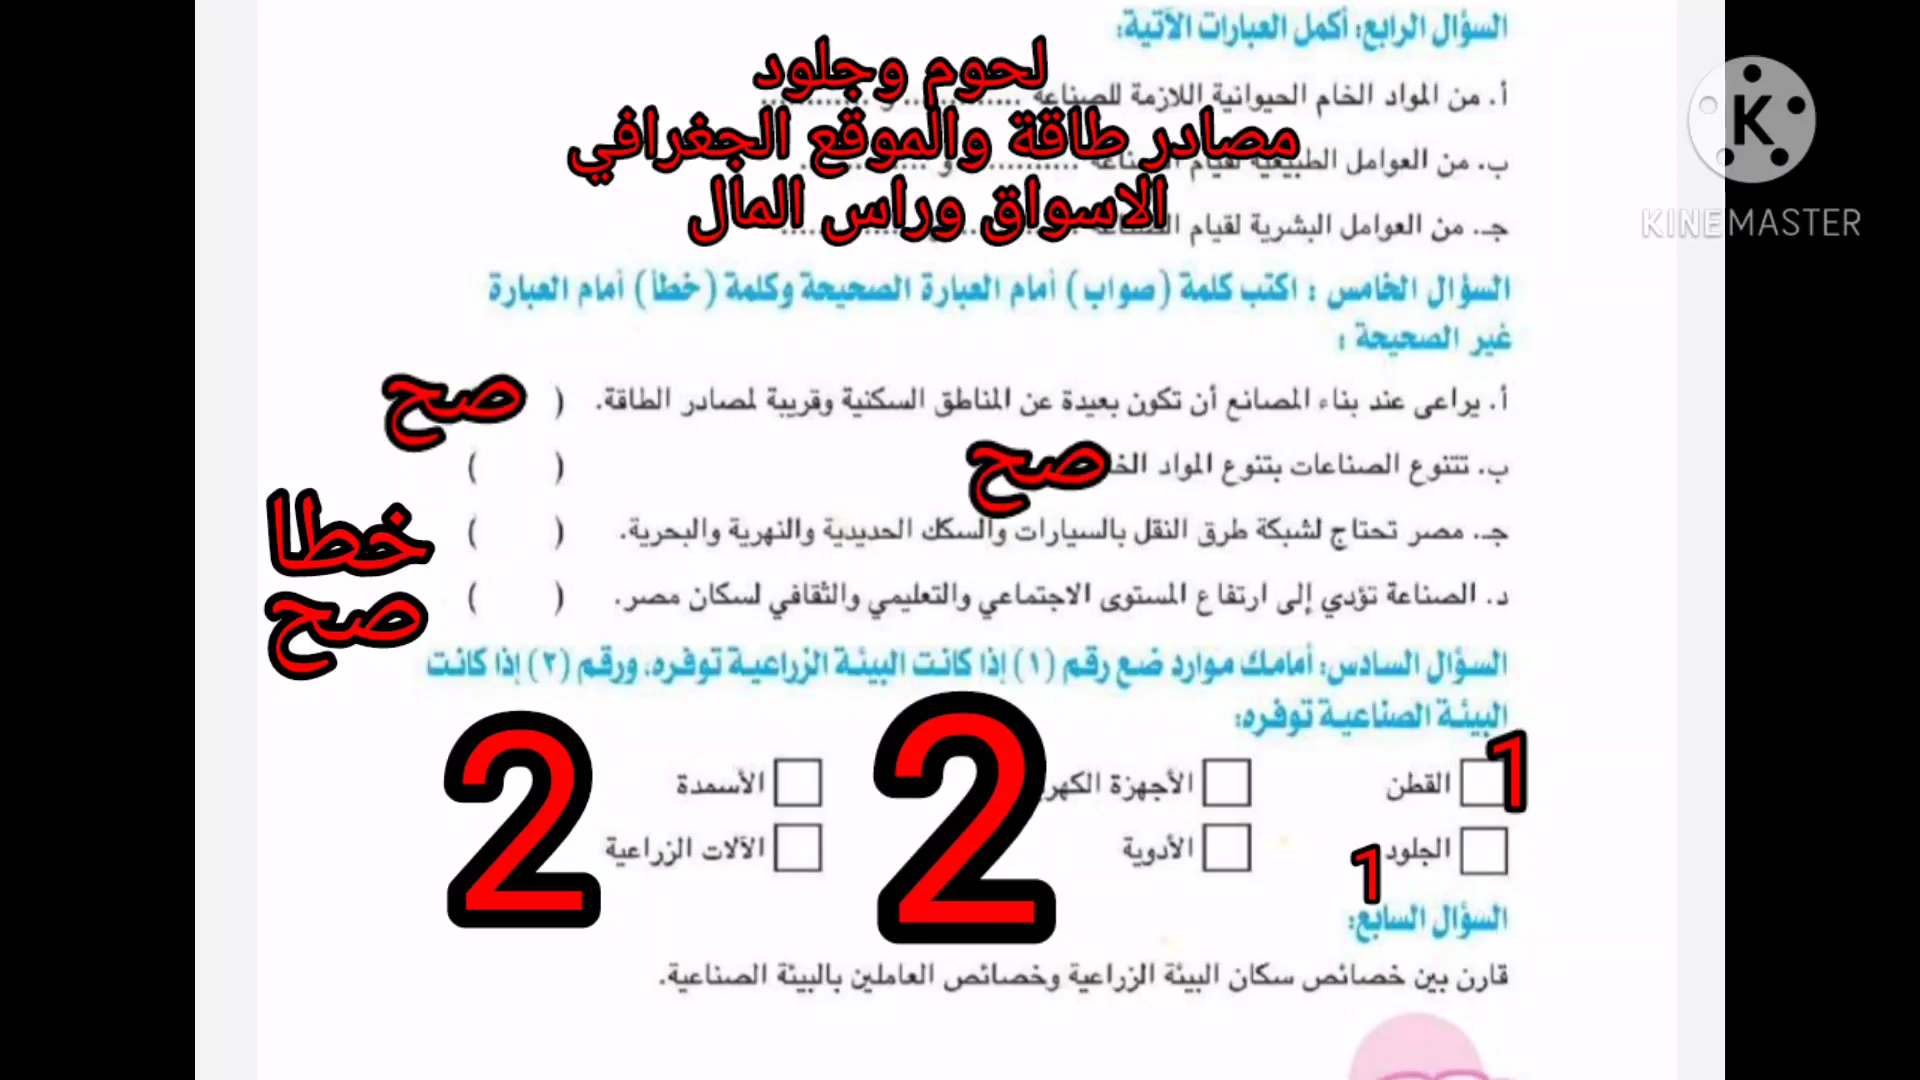 السؤال الرابع: أكمل العبارات الآتية:
لحوم وجلود
أ. من المواد الخام الحيوانية اللازمة للصناعة ............ و ............
مصادر طاقة والموقع الجغرافي
ب. من العوامل الطبيعية لقيام ............ و ............
الاسواق وراس المال
جـ. من العوامل البشرية لقيام ............
K
KINEMASTER
السؤال الخامس : اكتب كلمة (صواب) أمام العبارة الصحيحة وكلمة (خطأ) أمام العبارة
غير الصحيحة :
أ. يراعى عند بناء المصانع أن تكون بعيدة عن المناطق السكنية وقريبة لمصادر الطاقة. ( صح
ب. تتنوع الصناعات بتنوع المواد صح ( )
جـ. مصر تحتاج لشبكة طرق النقل بالسيارات والسكك الحديدية والنهرية والبحرية. ( ) خطا
د. الصناعة تؤدي إلى ارتفاع المستوى الاجتماعي والتعليمي والثقافي لسكان مصر. ( ) صح
السؤال السادس: أمامك موارد ضع رقم (١) إذا كانت البيئة الزراعية توفره، ورقم (٢) إذا كانت
البيئة الصناعية توفره:
1 القطن الأجهزة 2 الأسمدة 2
الجلود 1 الأدوية الآلات الزراعية
السؤال السابع:
قارن بين خصائص سكان البيئة الزراعية وخصائص العاملين بالبيئة الصناعية.